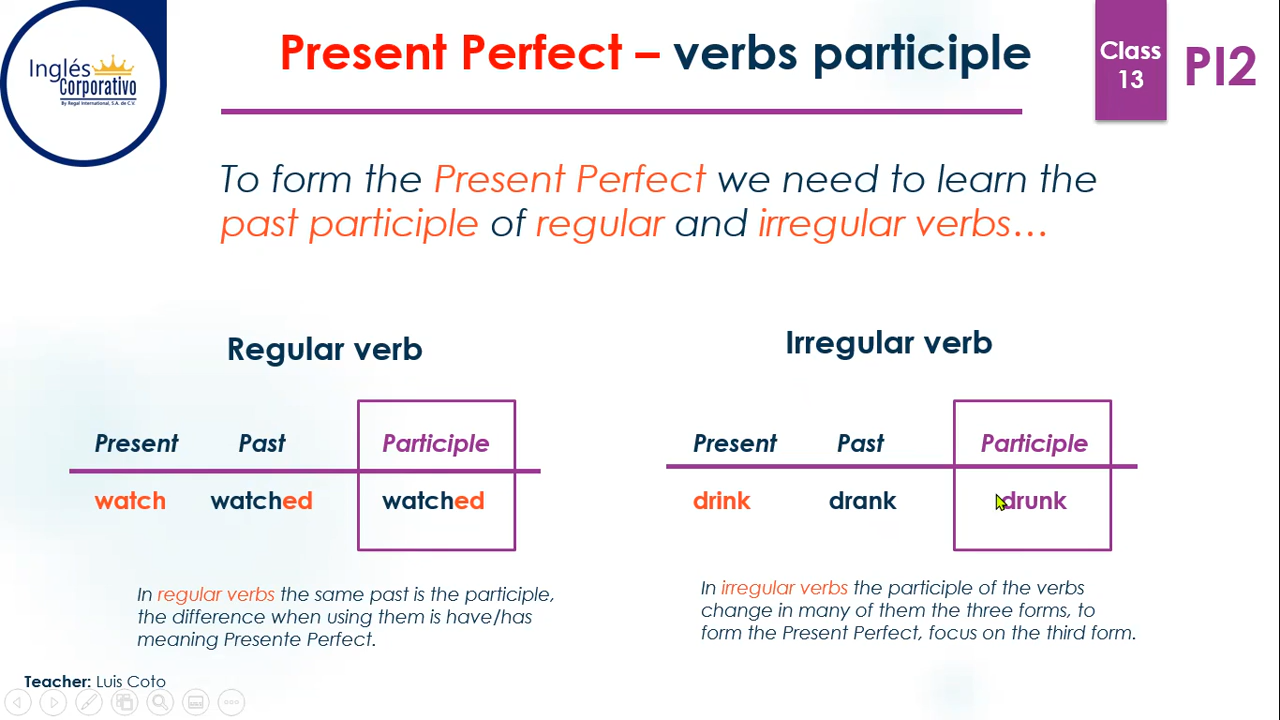 Inglés
Corporativo
By Regal International, S.A. de C.V.
Present Perfect – verbs participle
Class
13
PI2
To form the Present Perfect we need to learn the
past participle of regular and irregular verbs…
Regular verb
Present Past Participle
watch watched watched
In regular verbs the same past is the participle,
the difference when using them is have/has
meaning Presente Perfect.
Irregular verb
Present Past Participle
drink drank drunk
In irregular verbs the participle of the verbs
change in many of them the three forms, to
form the Present Perfect, focus on the third form.
Teacher: Luis Coto